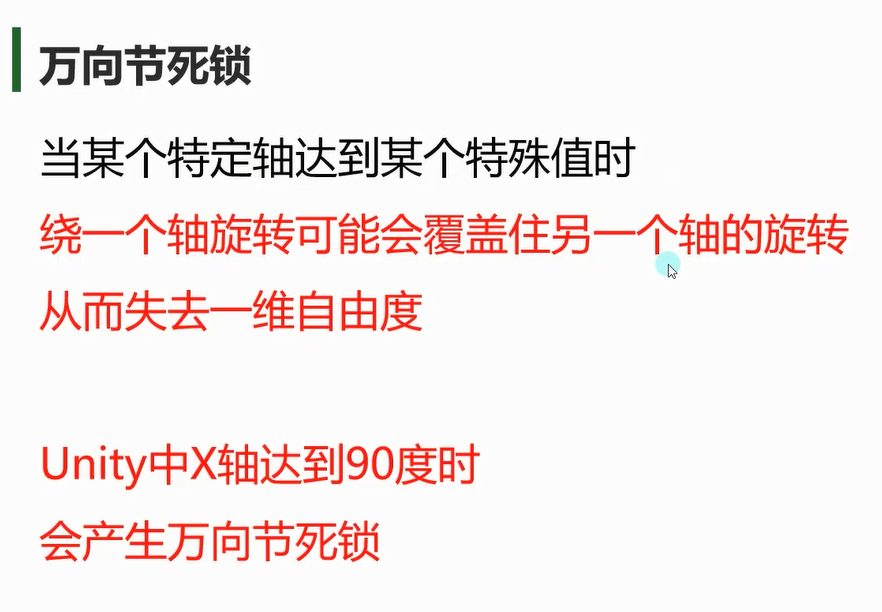 万向节死锁
当某个特定轴达到某个特殊值时
绕一个轴旋转可能会覆盖住另一个轴的旋转
从而失去一维自由度
Unity中X轴达到90度时
会产生万向节死锁